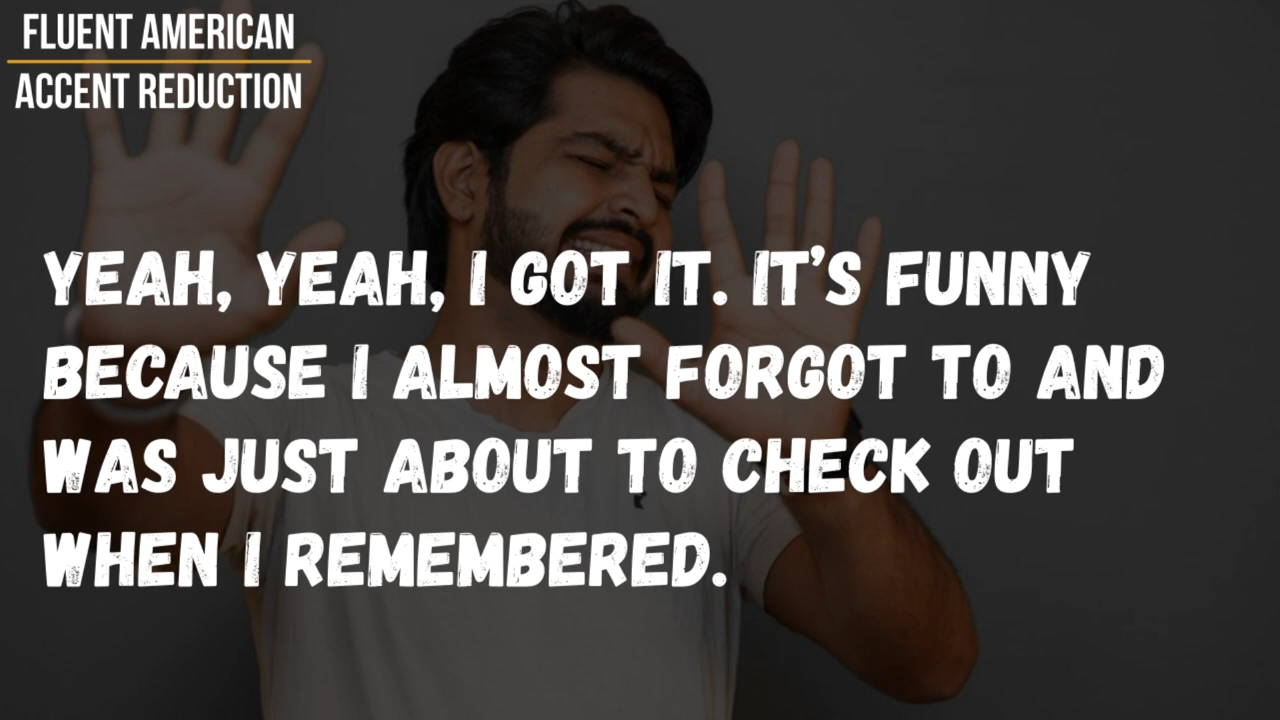 FLUENT AMERICAN
ACCENT REDUCTION
YEAH, YEAH, I GOT IT. IT'S FUNNY
BECAUSE I ALMOST FORGOT TO AND
WAS JUST ABOUT TO CHECK OUT
WHEN I REMEMBERED.